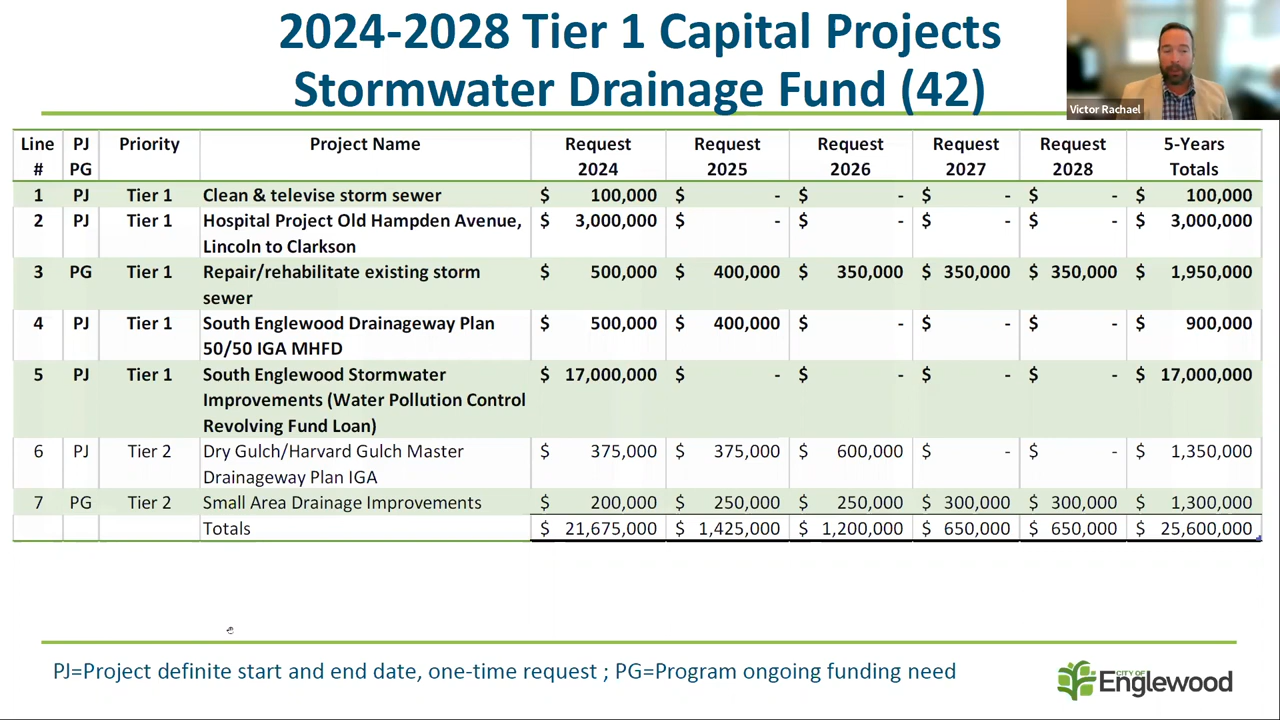 2024-2028 Tier 1 Capital Projects
Stormwater Drainage Fund (42)
Victor Rachael
Line # PJ PG Priority Project Name Request 2024 Request 2025 Request 2026 Request 2027 Request 2028 5-Years Totals
1 PJ Tier 1 Clean & televise storm sewer $ 100,000 $ - $ - $ - $ - $ 100,000
2 PJ Tier 1 Hospital Project Old Hampden Avenue, $ 3,000,000 $ - $ - $ - $ - $ 3,000,000
Lincoln to Clarkson
3 PG Tier 1 Repair/rehabilitate existing storm $ 500,000 $ 400,000 $ 350,000 $ 350,000 $ 350,000 $ 1,950,000
sewer
4 PJ Tier 1 South Englewood Drainageway Plan $ 500,000 $ 400,000 $ - $ - $ - $ 900,000
50/50 IGA MHFD
5 PJ Tier 1 South Englewood Stormwater $ 17,000,000 $ - $ - $ - $ - $ 17,000,000
Improvements (Water Pollution Control
Revolving Fund Loan)
6 PJ Tier 2 Dry Gulch/Harvard Gulch Master $ 375,000 $ 375,000 $ 600,000 $ - $ - $ 1,350,000
Drainageway Plan IGA
7 PG Tier 2 Small Area Drainage Improvements $ 200,000 $ 250,000 $ 250,000 $ 300,000 $ 300,000 $ 1,300,000
Totals $ 21,675,000 $ 1,425,000 $ 1,200,000 $ 650,000 $ 650,000 $ 25,600,000
PJ=Project definite start and end date, one-time request ; PG=Program ongoing funding need
CITY OF
Englewood